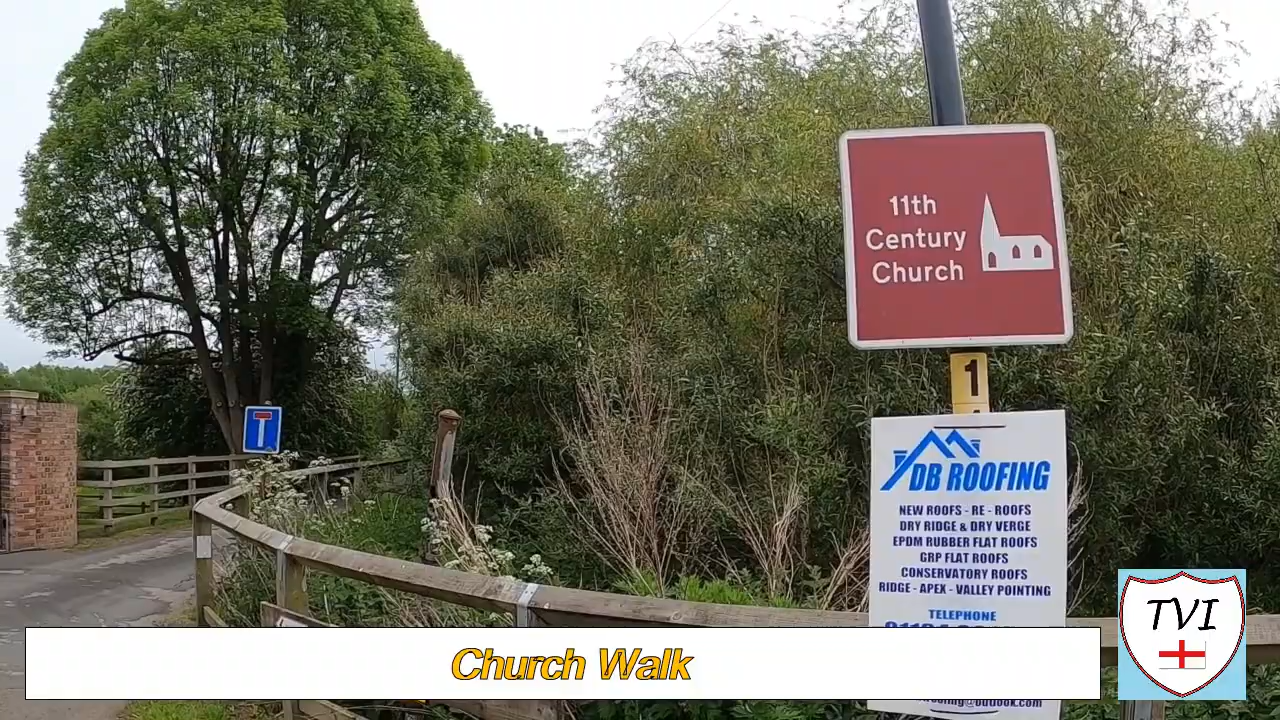 11th
Century
Church
1
DB ROOFING
NEW ROOFS - RE - ROOFS
DRY RIDGE & DRY VERGE
EPDM RUBBER FLAT ROOFS
GRP FLAT ROOFS
CONSERVATORY ROOFS
RIDGE - APEX - VALLEY POINTING
TELEPHONE
Church Walk
TVI